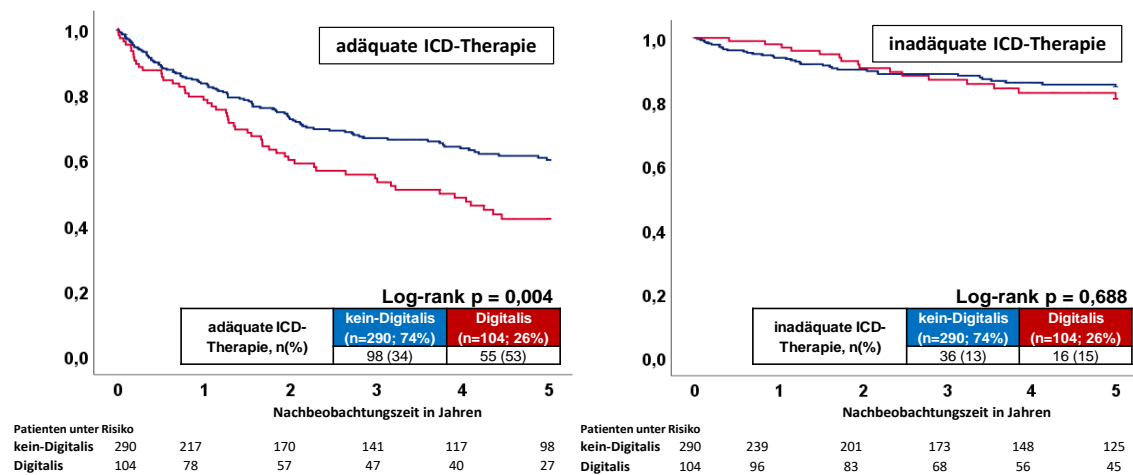 adäquate ICD-Therapie
1,0
0,8
0,6
0,4
0,2
0,0
Log-rank p = 0,004
adäquate ICD-Therapie, n(%)
kein-Digitalis (n=290; 74%)
Digitalis (n=104; 26%)
98 (34)
55 (53)
0 1 2 3 4 5
Nachbeobachtungszeit in Jahren
Patienten unter Risiko
kein-Digitalis 290 217 170 141 117 98
Digitalis 104 78 57 47 40 27
inadäquate ICD-Therapie
1,0
0,8
0,6
0,4
0,2
0,0
Log-rank p = 0,688
inadäquate ICD-Therapie, n(%)
kein-Digitalis (n=290; 74%)
Digitalis (n=104; 26%)
36 (13)
16 (15)
0 1 2 3 4 5
Nachbeobachtungszeit in Jahren
Patienten unter Risiko
kein-Digitalis 290 239 201 173 148 125
Digitalis 104 96 83 68 56 45